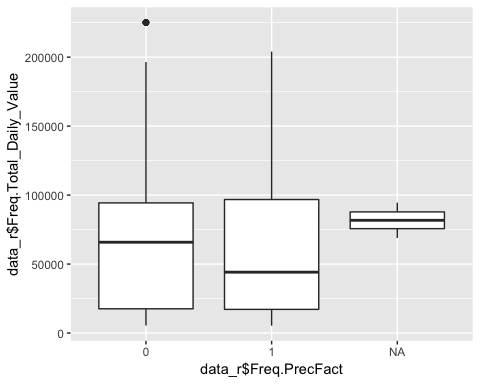 data_r$Freq.Total_Daily_Value
200000
150000
100000
50000
0
0 1 NA
data_r$Freq.PrecFact